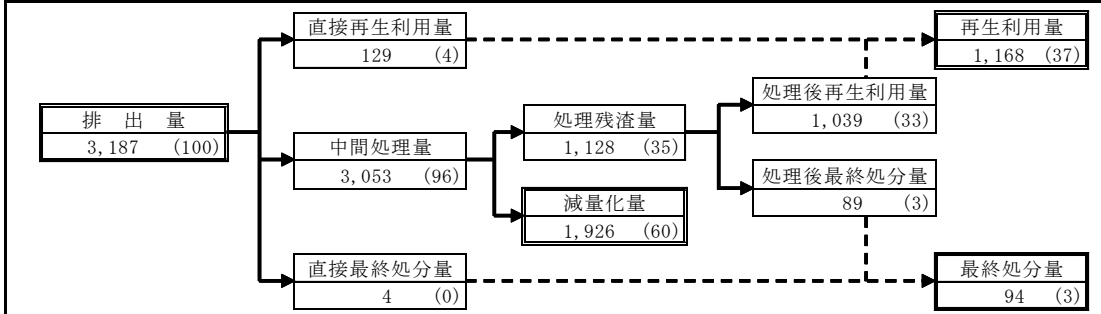 直接再生利用量
129 (4)
再生利用量
1,168 (37)
処理後再生利用量
1,039 (33)
排 出 量
3,187 (100)
処理残渣量
1,128 (35)
中間処理量
3,053 (96)
処理後最終処分量
89 (3)
減量化量
1,926 (60)
直接最終処分量
4 (0)
最終処分量
94 (3)